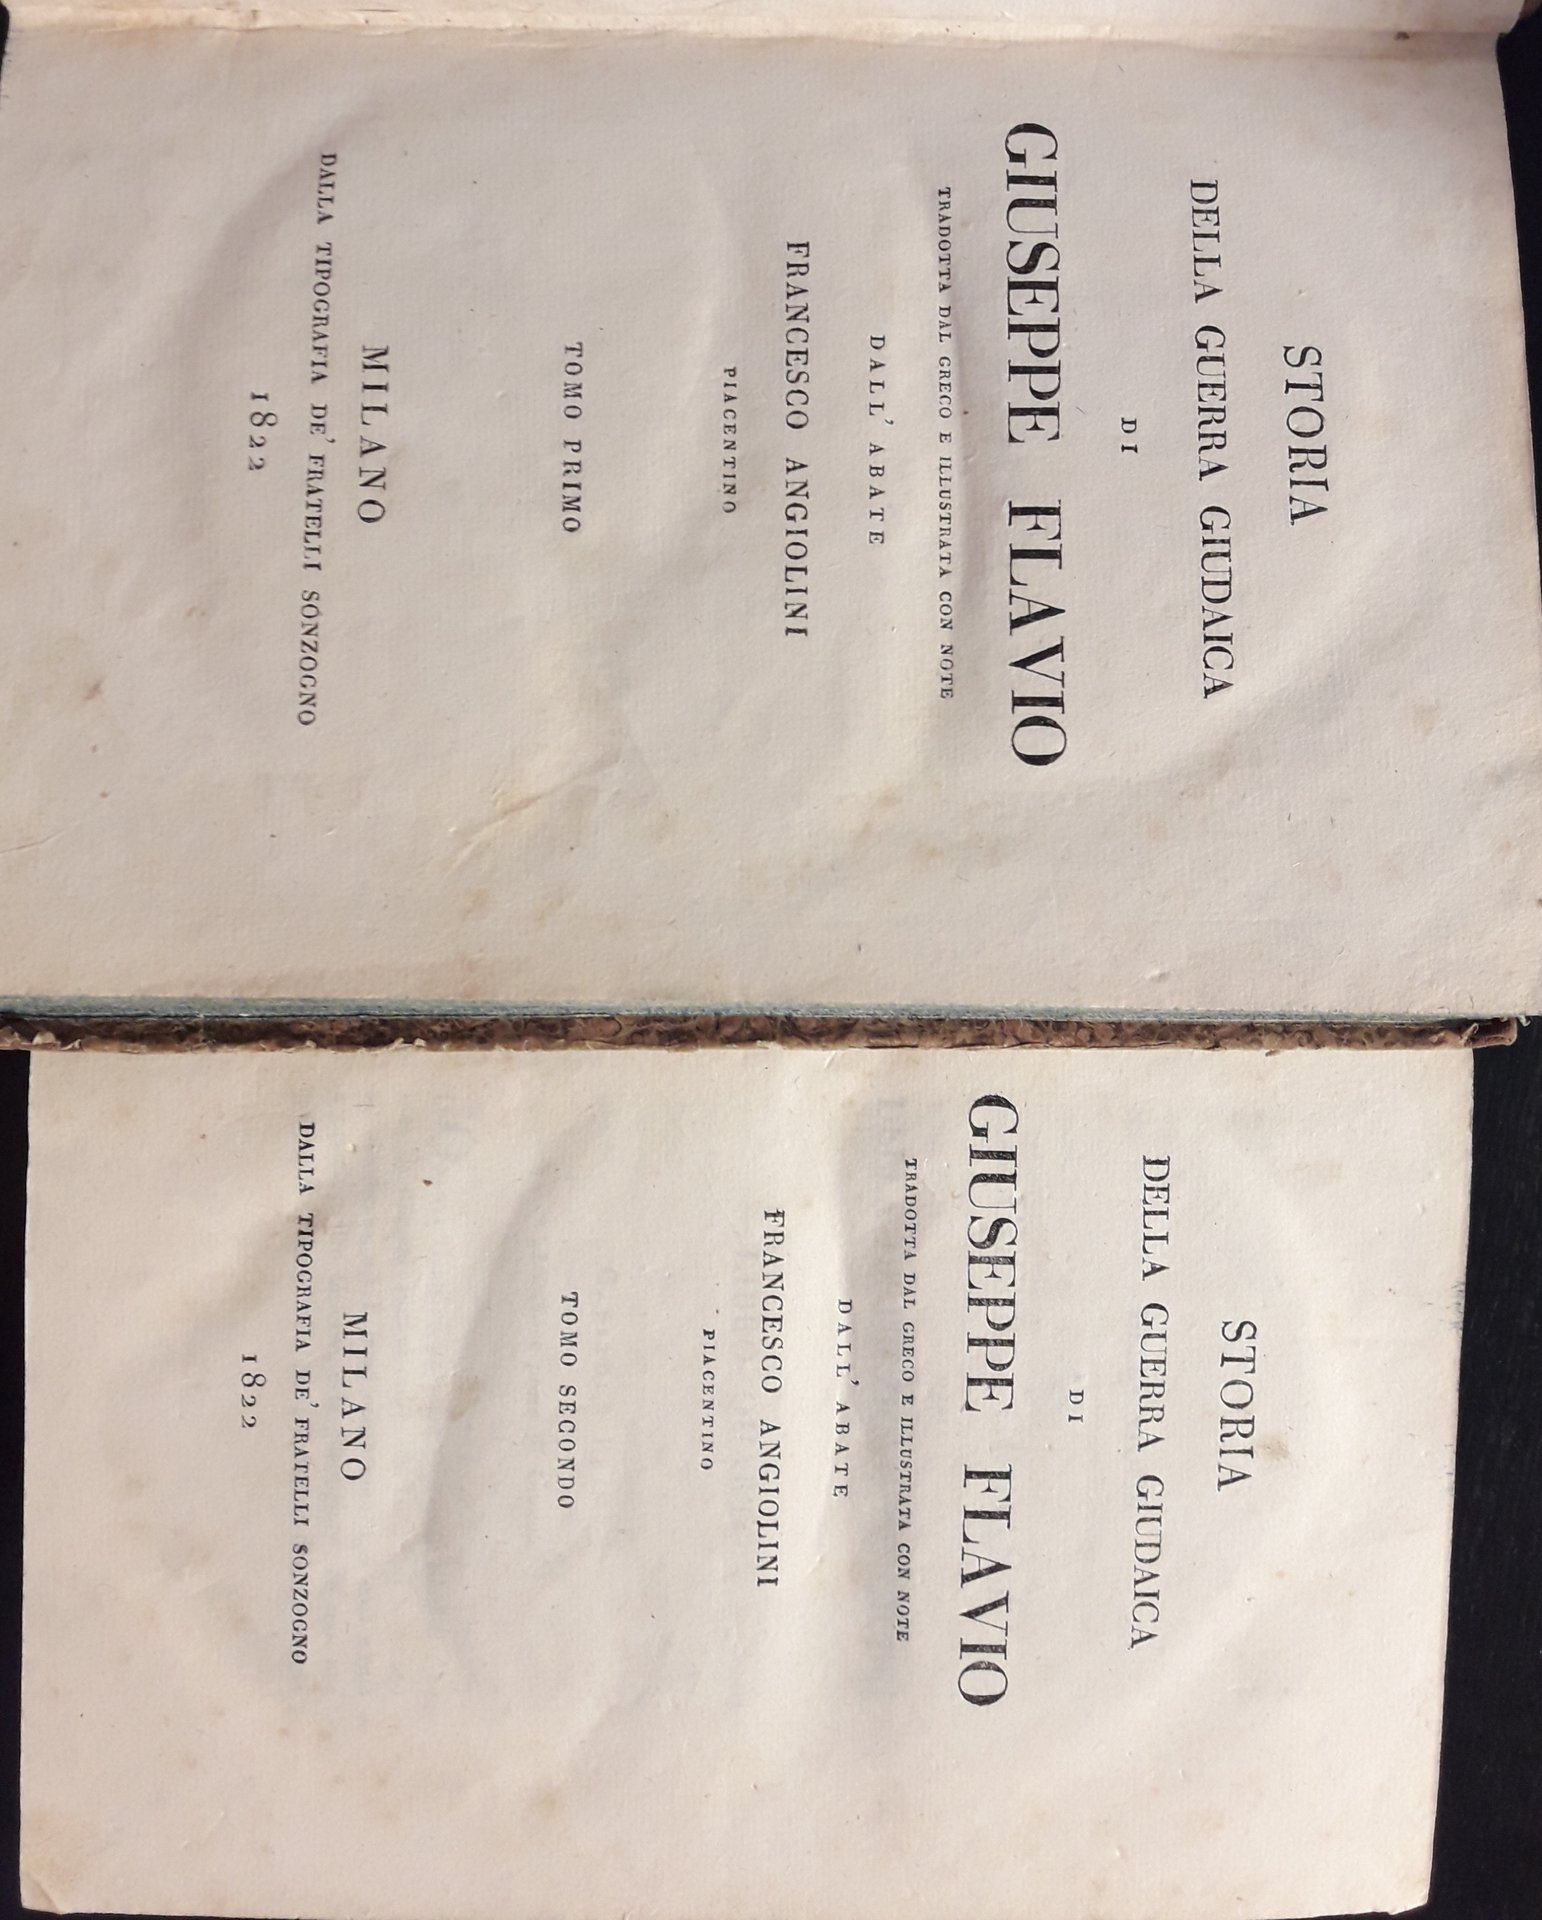 STORIA
DELLA GUERRA GIUDAICA
DI
GIUSEPPE FLAVIO
TRADOTTA DAL GRECO E ILLUSTRATA CON NOTE
DALL' ABATE
FRANCESCO ANGIOLINI
PIACENTINO
TOMO PRIMO
MILANO
DALLA TIPOGRAFIA DE' FRATELLI SONZOGNO
1822
STORIA
DELLA GUERRA GIUDAICA
DI
GIUSEPPE FLAVIO
TRADOTTA DAL GRECO E ILLUSTRATA CON NOTE
DALL' ABATE
FRANCESCO ANGIOLINI
PIACENTINO
TOMO SECONDO
MILANO
DALLA TIPOGRAFIA DE' FRATELLI SONZOGNO
1822